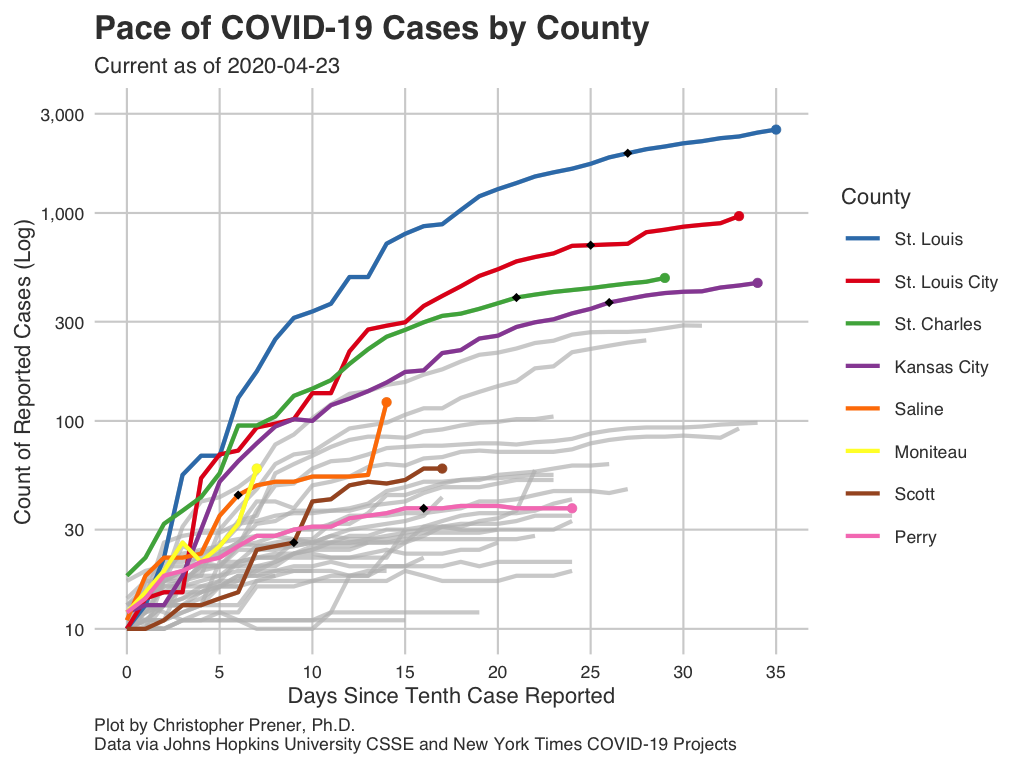 Pace of COVID-19 Cases by County
Current as of 2020-04-23
Count of Reported Cases (Log)
3,000
1,000
300
100
30
10
0 5 10 15 20 25 30 35
Days Since Tenth Case Reported
County
St. Louis
St. Louis City
St. Charles
Kansas City
Saline
Moniteau
Scott
Perry
Plot by Christopher Prener, Ph.D.
Data via Johns Hopkins University CSSE and New York Times COVID-19 Projects